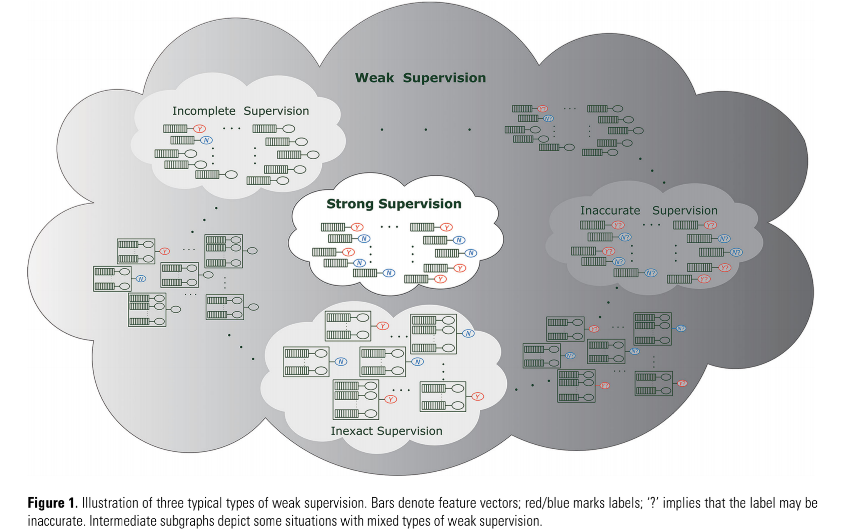 Weak Supervision
Incomplete Supervision
Y
N
Strong Supervision
Y Y
N N
Y N
N Y
N Y
Inaccurate Supervision
Y? Y?
N? N?
Y? N?
N? Y?
N? Y?
Y
N
Y
N
N N
Y Y
Inexact Supervision
Figure 1. Illustration of three typical types of weak supervision. Bars denote feature vectors; red/blue marks labels; ‘?’ implies that the label may be
inaccurate. Intermediate subgraphs depict some situations with mixed types of weak supervision.